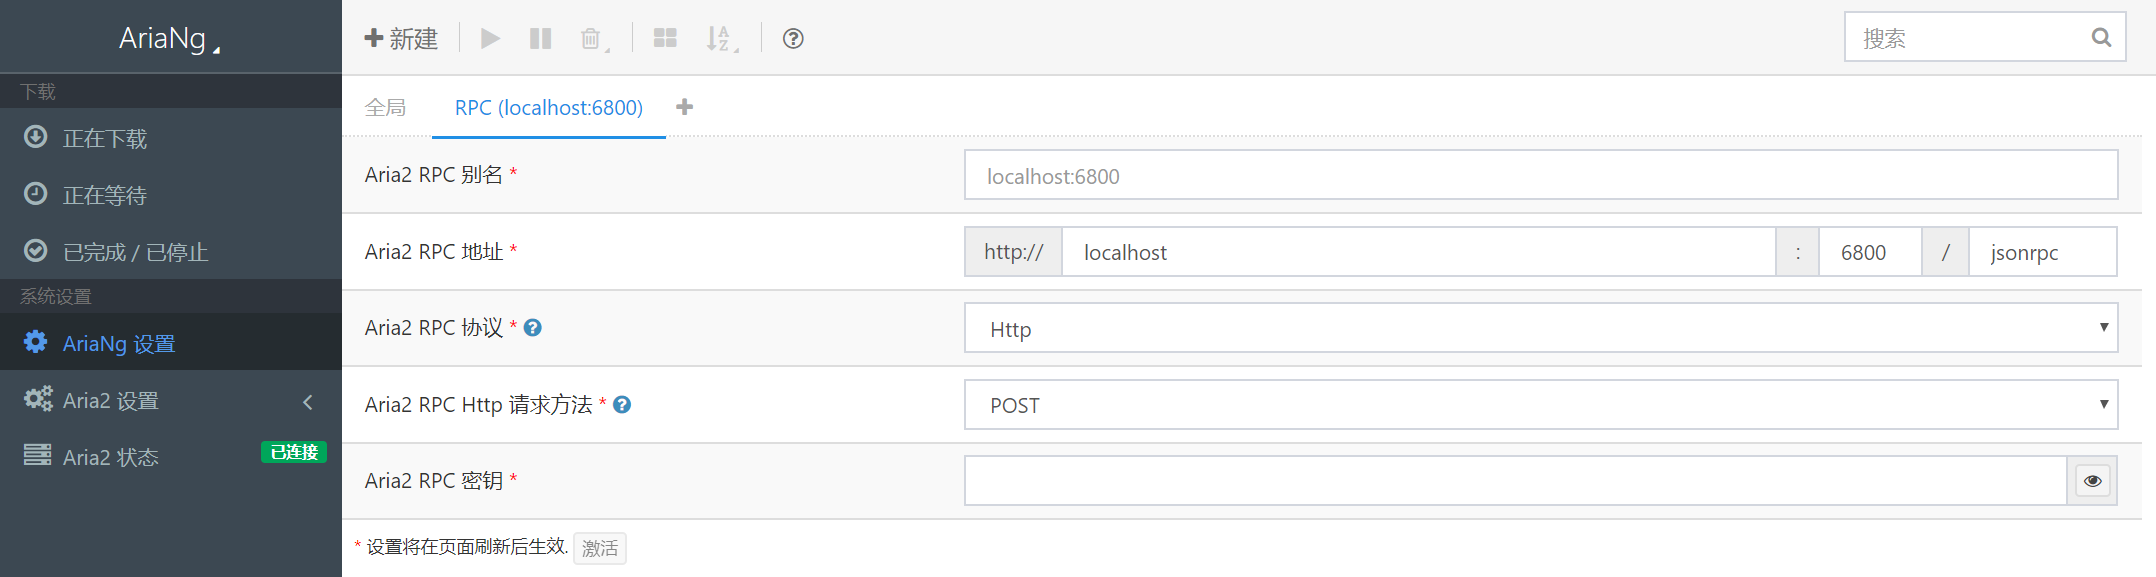 AriaNg
下载
正在下载
正在等待
已完成 / 已停止
系统设置
AriaNg 设置
Aria2 设置
Aria2 状态 已连接
新建
搜索
全局 RPC (localhost:6800)
Aria2 RPC 别名 * localhost:6800
Aria2 RPC 地址 * http:// localhost : 6800 / jsonrpc
Aria2 RPC 协议 * Http
Aria2 RPC Http 请求方法 * POST
Aria2 RPC 密钥 *
* 设置将在页面刷新后生效. 激活